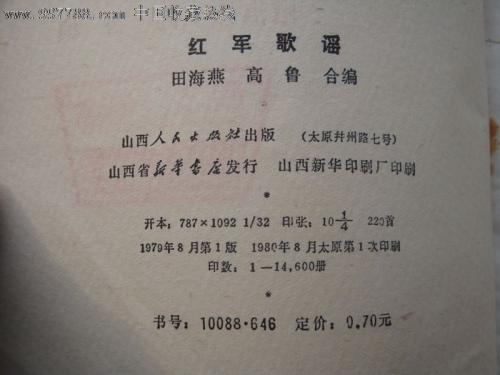 中国收藏热线
红军歌谣
田海燕 高鲁 合编
山西人民出版社出版 (太原并州路七号)
山西省新华书店发行 山西新华印刷厂印刷
*
开本:787×1092 1/32 印张:10 1/4 220首
1979年8月第1版 1980年8月太原第1次印刷
印数:1—14,600册
*
书号:10088·646 定价:0.70元